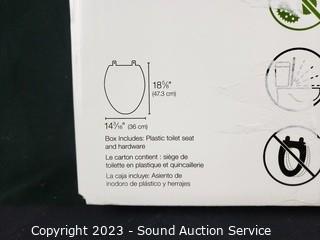 18⅝"
(47.3 cm)
14³⁄₁₆" (36 cm)
Box Includes: Plastic toilet seat
and hardware
Le carton contient : siège de
toilette en plastique et quincaillerie
La caja incluye: Asiento de
inodoro de plástico y herrajes
Copyright 2023 - Sound Auction Service